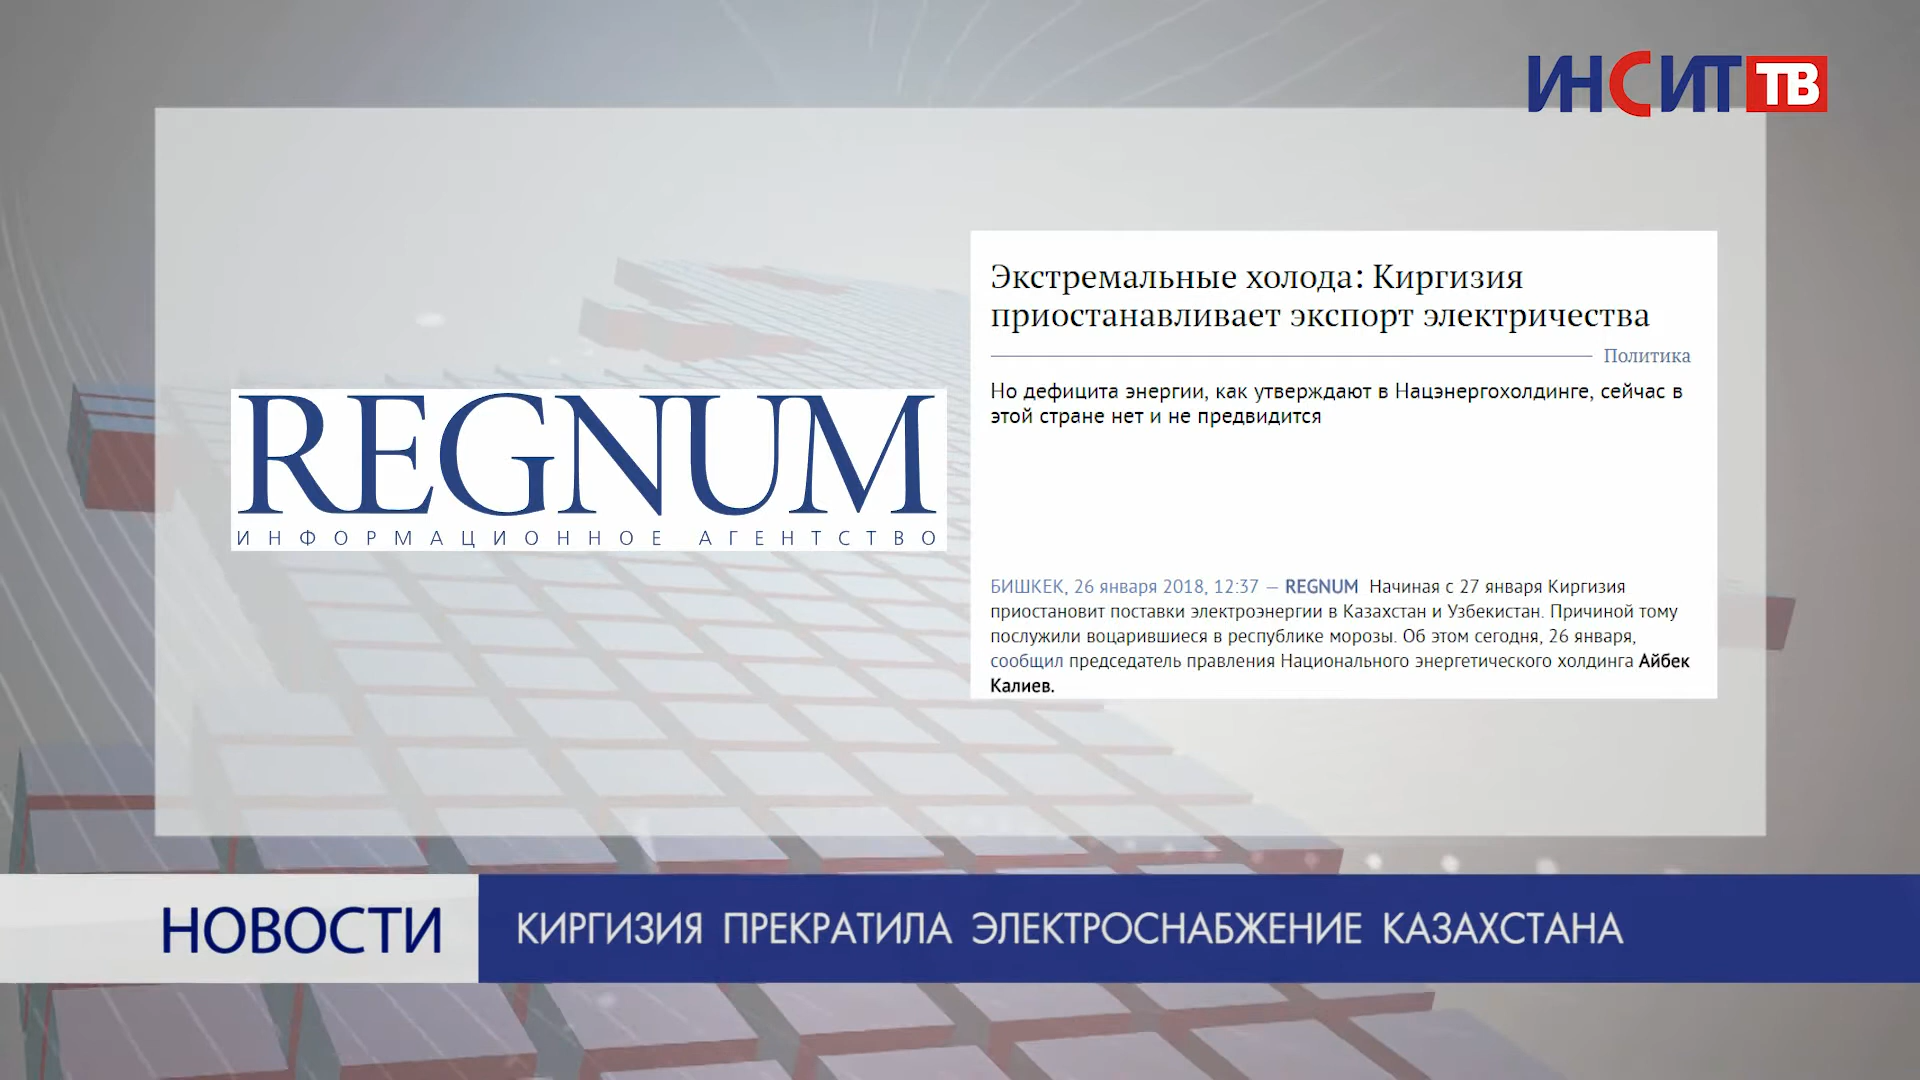 ИНСИТ ТВ
Экстремальные холода: Киргизия
приостанавливает экспорт электричества
Политика
Но дефицита энергии, как утверждают в Нацэнергохолдинге, сейчас в
этой стране нет и не предвидится
REGNUM
ИНФОРМАЦИОННОЕ АГЕНТСТВО
БИШКЕК, 26 января 2018, 12:37 — REGNUM Начиная с 27 января Киргизия
приостановит поставки электроэнергии в Казахстан и Узбекистан. Причиной тому
послужили воцарившиеся в республике морозы. Об этом сегодня, 26 января,
сообщил председатель правления Национального энергетического холдинга Айбек
Калиев.
НОВОСТИ
КИРГИЗИЯ ПРЕКРАТИЛА ЭЛЕКТРОСНАБЖЕНИЕ КАЗАХСТАНА